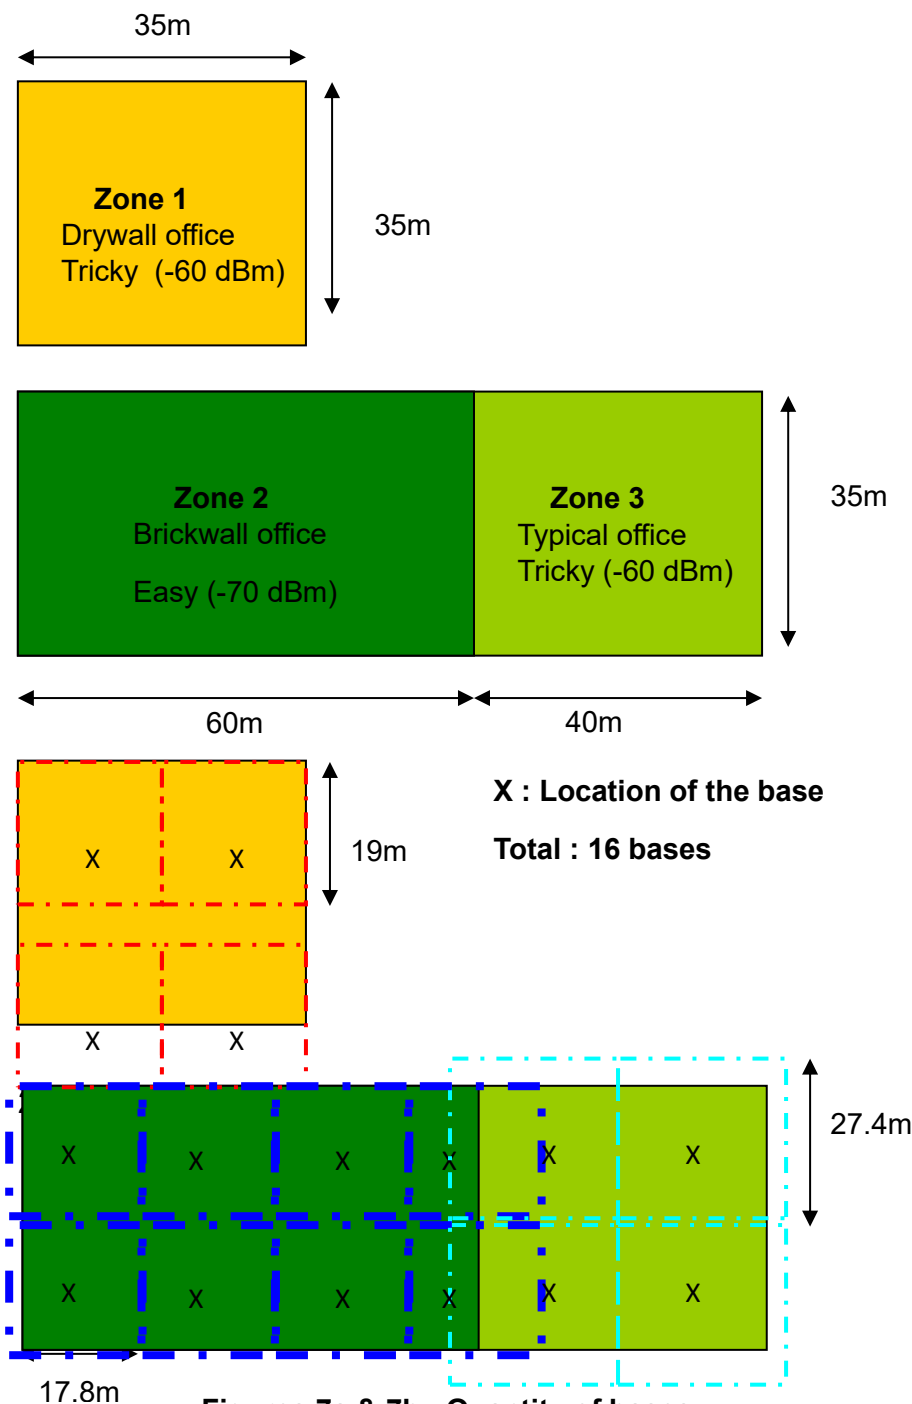 35m
Zone 1
Drywall office
Tricky (-60 dBm)
35m
Zone 2
Brickwall office
Easy (-70 dBm)
Zone 3
Typical office
Tricky (-60 dBm)
35m
60m
40m
X : Location of the base
Total : 16 bases
X X
19m
X X
27.4m
X X X X X X
X X X X X X
17.8m